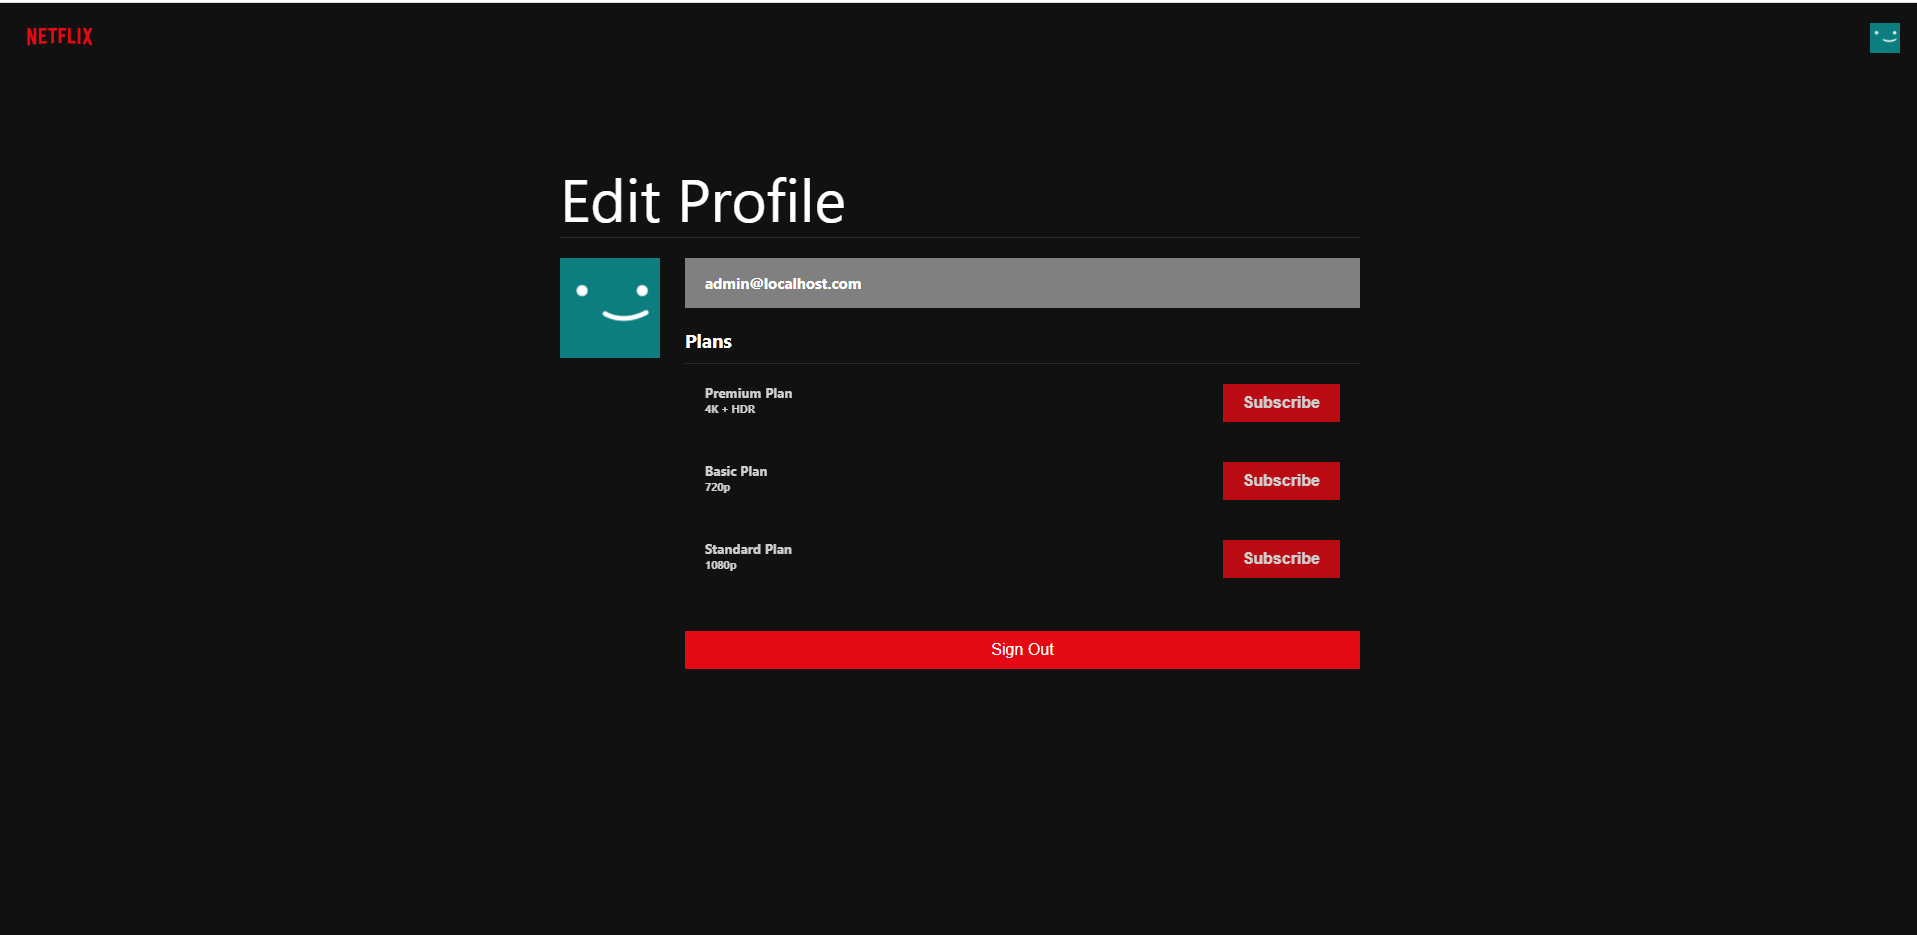 NETFLIX
Edit Profile
admin@localhost.com
Plans
Premium Plan
4K + HDR
Subscribe
Basic Plan
720p
Subscribe
Standard Plan
1080p
Subscribe
Sign Out